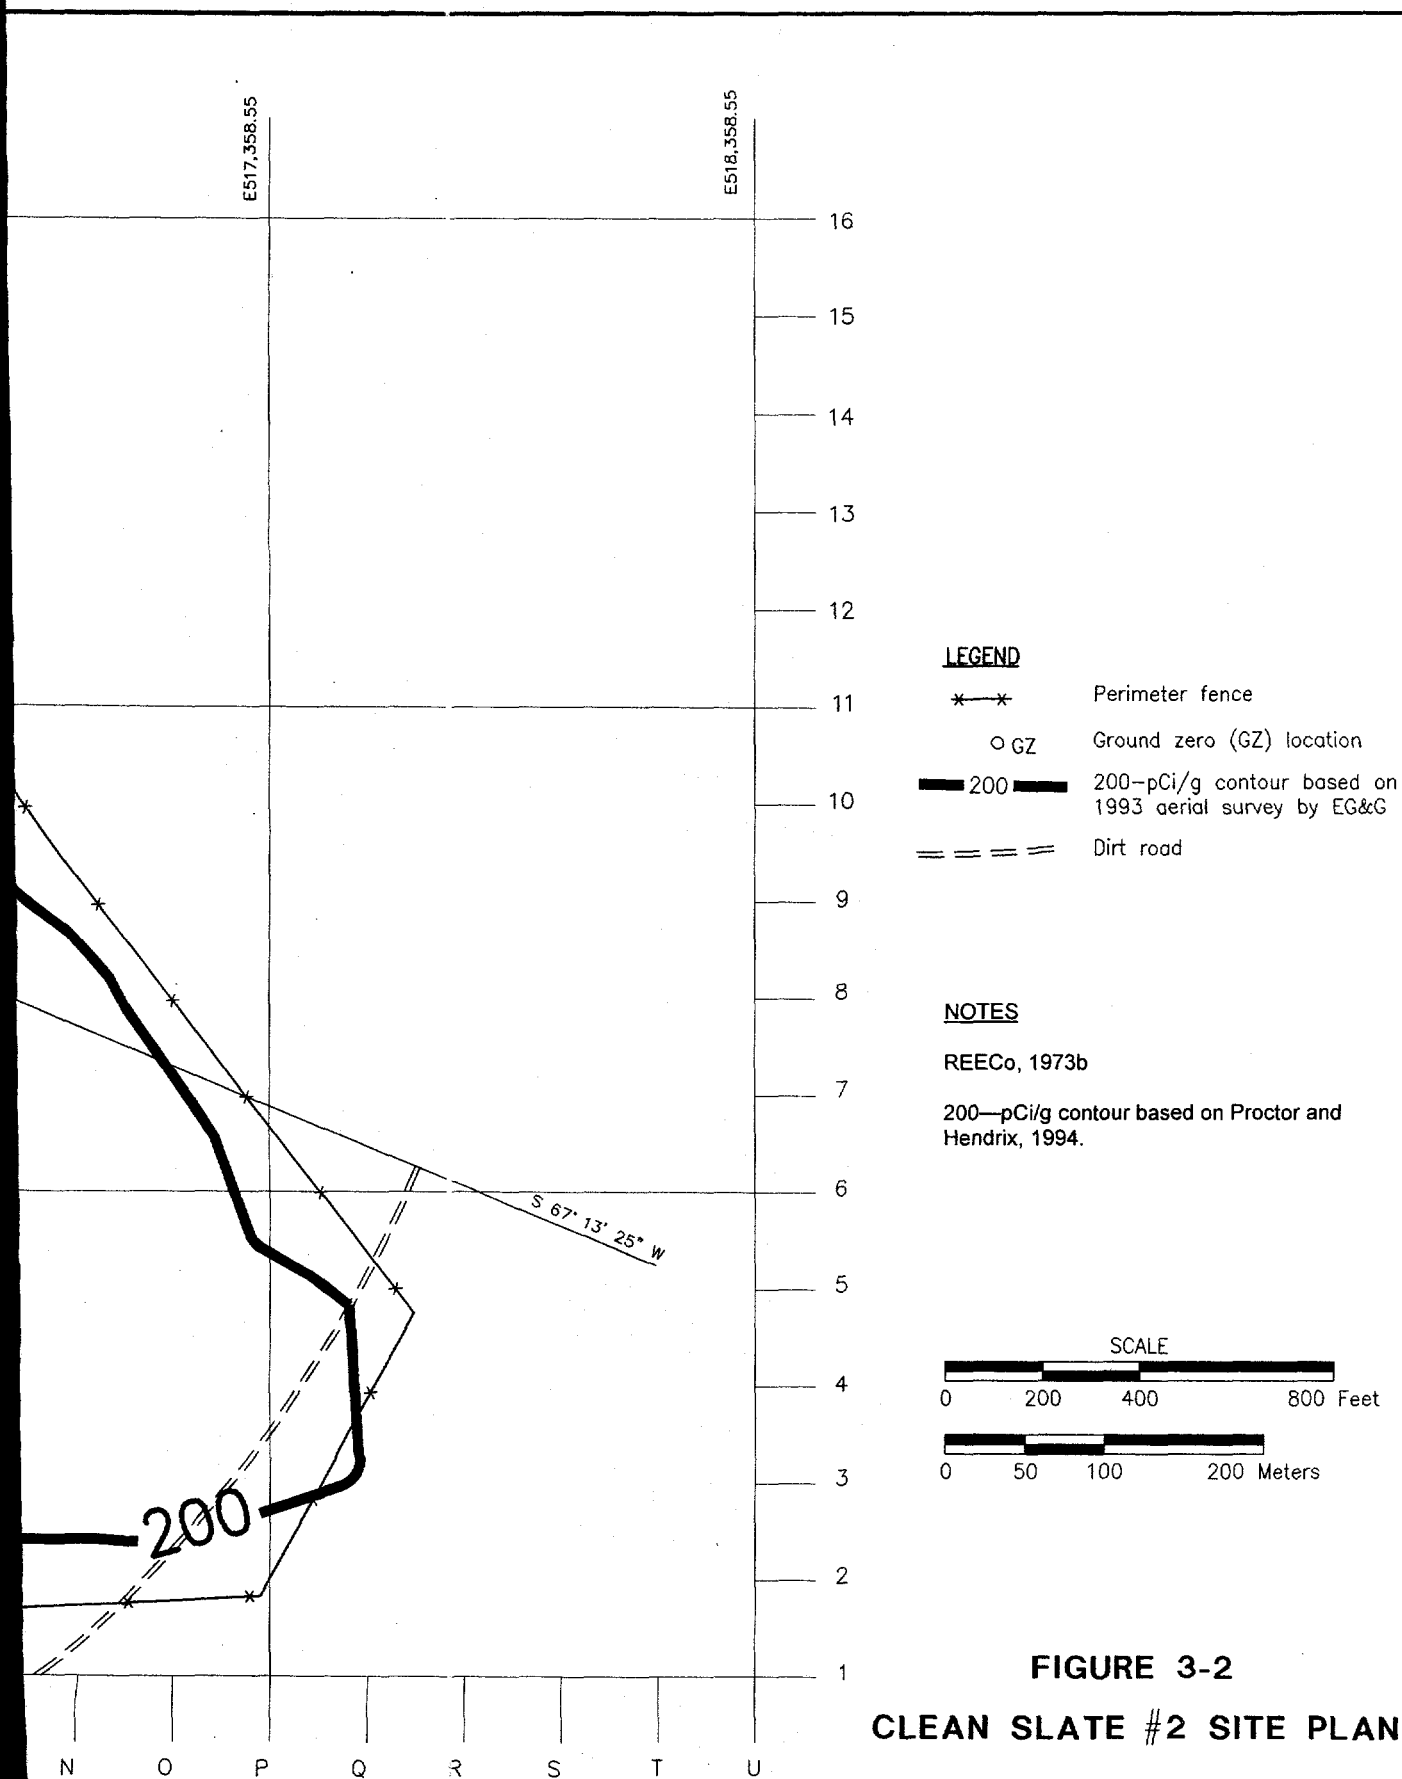 E517,358.55
E518,358.55
16
15
14
13
12
11
10
9
8
7
6
5
4
3
2
1
S 67° 13' 25" W
200
N O P Q R S T U
LEGEND
Perimeter fence
GZ Ground zero (GZ) location
200 200-pCi/g contour based on
1993 aerial survey by EG&G
Dirt road
NOTES
REECo, 1973b
200—pCi/g contour based on Proctor and
Hendrix, 1994.
SCALE
0 200 400 800 Feet
0 50 100 200 Meters
FIGURE 3-2
CLEAN SLATE #2 SITE PLAN